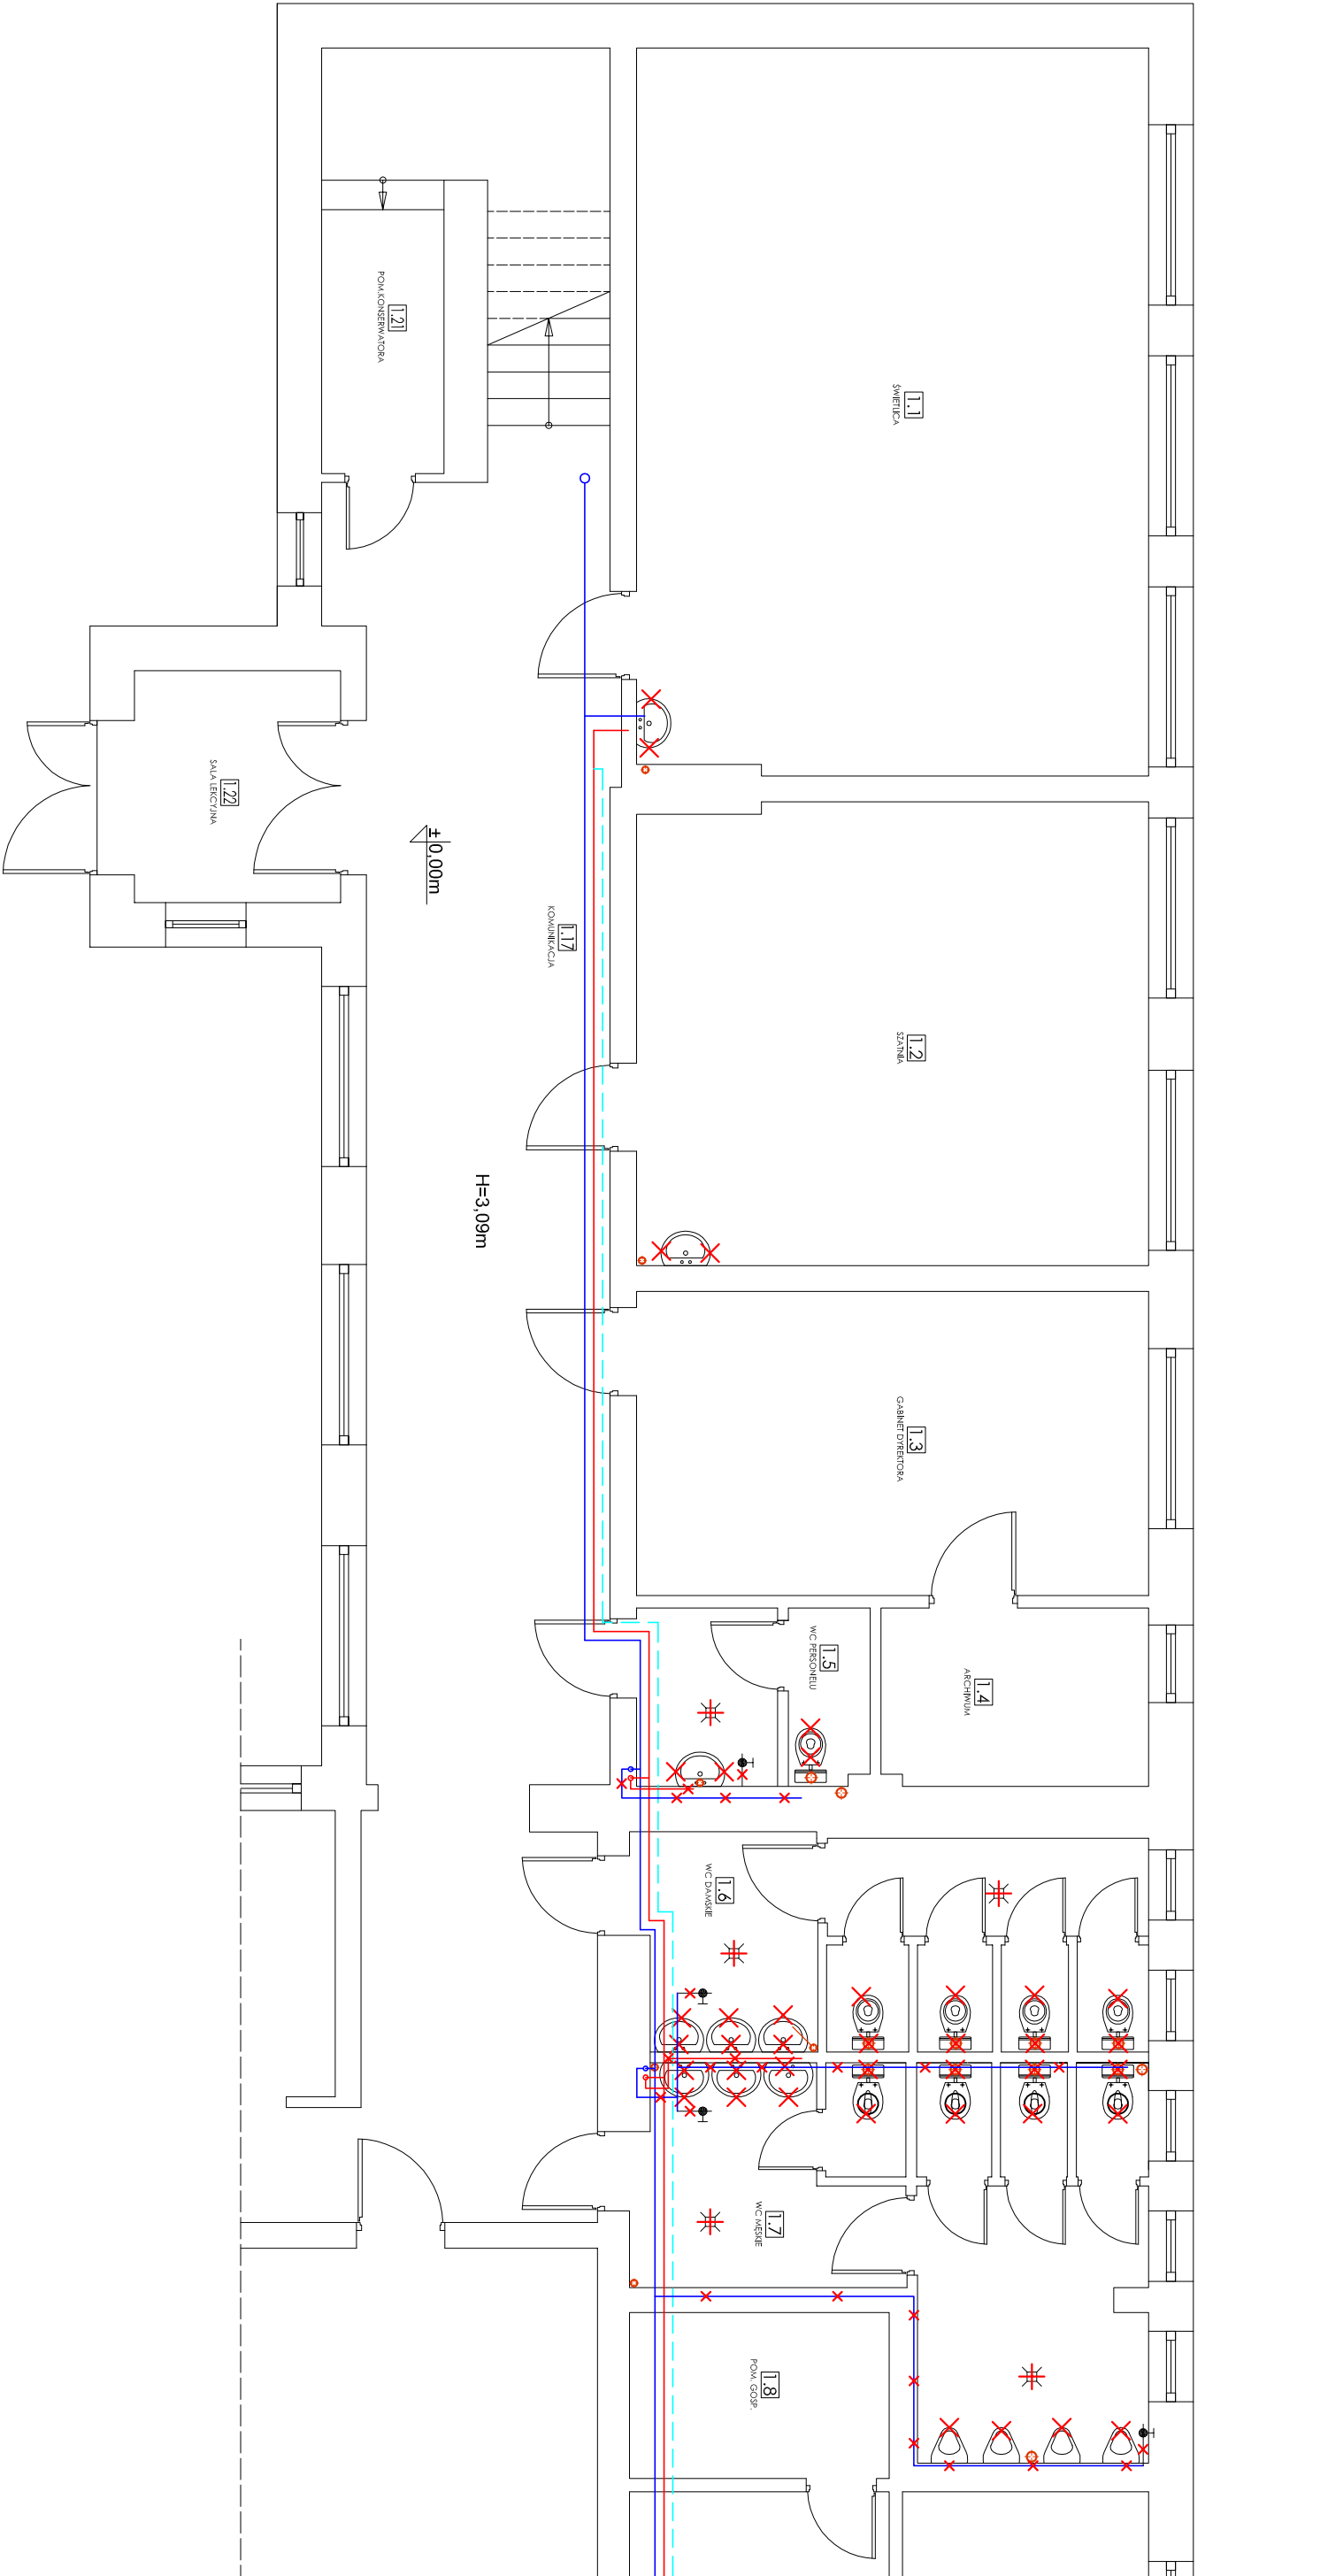 1.1
ŚWIETLICA
1.21
POM.KONSERWATORA
1.22
SALA LEKCYJNA
±0,00m
1.17
KOMUNIKACJA
1.2
SZATNIA
H=3,09m
1.3
GABINET DYREKTORA
1.4
ARCHIWUM
1.5
WC PERSONELU
1.6
WC DAMSKIE
1.7
WC MĘSKIE
1.8
POM. GOSP.